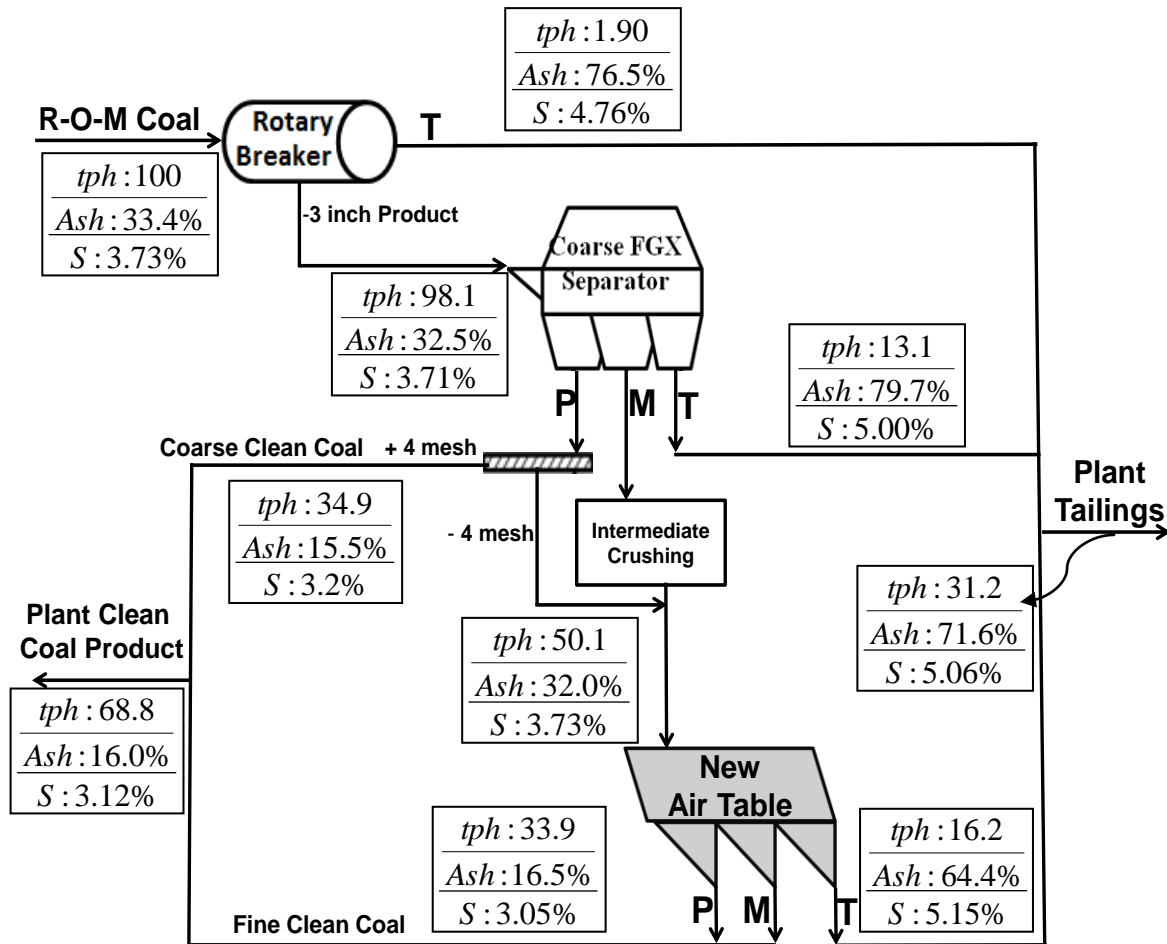 tph : 1.90
Ash : 76.5%
S : 4.76%
R-O-M Coal
Rotary
Breaker
T
tph : 100
Ash : 33.4%
S : 3.73%
-3 inch Product
Coarse FGX
Separator
tph : 98.1
Ash : 32.5%
S : 3.71%
tph : 13.1
Ash : 79.7%
S : 5.00%
P
M
T
Coarse Clean Coal + 4 mesh
Plant
Tailings
tph : 34.9
Ash : 15.5%
S : 3.2%
- 4 mesh
Intermediate
Crushing
tph : 31.2
Ash : 71.6%
S : 5.06%
Plant Clean
Coal Product
tph : 50.1
Ash : 32.0%
S : 3.73%
tph : 68.8
Ash : 16.0%
S : 3.12%
New
Air Table
tph : 33.9
Ash : 16.5%
S : 3.05%
tph : 16.2
Ash : 64.4%
S : 5.15%
P
M
T
Fine Clean Coal